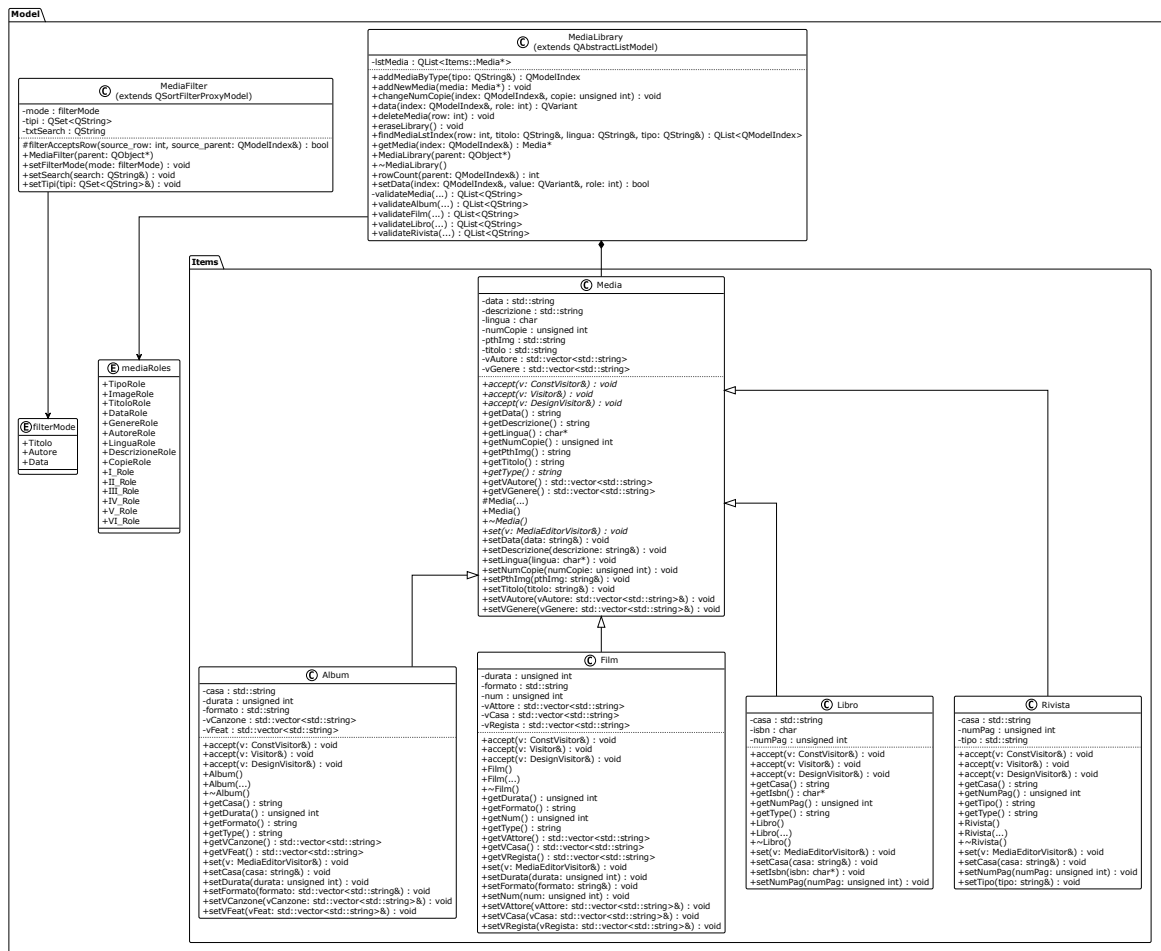 Model
MediaLibrary
(extends QAbstractListModel)
-lstMedia : QList<Items::Media*>
+addMediaByType(tipo: QString&) : QModelIndex
+addNewMedia(media: Media*) : void
+changeNumCopie(index: QModelIndex&, copie: unsigned int) : void
+data(index: QModelIndex&, role: int) : QVariant
+deleteMedia(row: int) : void
+eraseLibrary() : void
+findMediaLstIndex(row: int, titolo: QString&, lingua: QString&, tipo: QString&) : QList<QModelIndex>
+getMedia(index: QModelIndex&) : Media*
+MediaLibrary(parent: QObject*)
+~MediaLibrary()
+rowCount(parent: QModelIndex&) : int
+setData(index: QModelIndex&, value: QVariant&, role: int) : bool
-validateMedia(...) : QList<QString>
+validateAlbum(...) : QList<QString>
+validateFilm(...) : QList<QString>
+validateLibro(...) : QList<QString>
+validateRivista(...) : QList<QString>
MediaFilter
(extends QSortFilterProxyModel)
-mode : filterMode
-tipi : QSet<QString>
-txtSearch : QString
#filterAcceptsRow(source_row: int, source_parent: QModelIndex&) : bool
+MediaFilter(parent: QObject*)
+setFilterMode(mode: filterMode) : void
+setSearch(search: QString&) : void
+setTipi(tipi: QSet<QString>&) : void
Items
C Media
-data : std::string
-descrizione : std::string
-lingua : char
-numCopie : unsigned int
-pthImg : std::string
-titolo : std::string
-vAutore : std::vector<std::string>
-vGenere : std::vector<std::string>
+accept(v: ConstVisitor&) : void
+accept(v: Visitor&) : void
+accept(v: DesignVisitor&) : void
+getData() : string
+getDescrizione() : string
+getLingua() : char*
+getNumCopie() : unsigned int
+getPthImg() : string
+getTitolo() : string
+getType() : string
+getVAutore() : std::vector<std::string>
+getVGenere() : std::vector<std::string>
#Media(...)
+Media()
+~Media()
+set(v: MediaEditorVisitor&) : void
+setData(data: string&) : void
+setDescrizione(descrizione: string&) : void
+setLingua(lingua: char*) : void
+setNumCopie(numCopie: unsigned int) : void
+setPthImg(pthImg: string&) : void
+setTitolo(titolo: string&) : void
+setVAutore(vAutore: std::vector<std::string>&) : void
+setVGenere(vGenere: std::vector<std::string>&) : void
E mediaRoles
+TipoRole
+ImageRole
+TitoloRole
+DataRole
+GenereRole
+AutoreRole
+LinguaRole
+DescrizioneRole
+CopieRole
+I_Role
+II_Role
+III_Role
+IV_Role
+V_Role
+VI_Role
E filterMode
+Titolo
+Autore
+Data
C Album
-casa : std::string
-durata : unsigned int
-formato : std::string
-vCanzone : std::vector<std::string>
-vFeat : std::vector<std::string>
+accept(v: ConstVisitor&) : void
+accept(v: Visitor&) : void
+accept(v: DesignVisitor&) : void
+Album()
+Album(...)
+~Album()
+getCasa() : string
+getDurata() : unsigned int
+getFormato() : string
+getType() : string
+getVCanzone() : std::vector<std::string>
+getVFeat() : std::vector<std::string>
+set(v: MediaEditorVisitor&) : void
+setCasa(casa: string&) : void
+setDurata(durata: unsigned int) : void
+setFormato(formato: std::vector<std::string>&) : void
+setVCanzone(vCanzone: std::vector<std::string>&) : void
+setVFeat(vFeat: std::vector<std::string>&) : void
C Film
-durata : unsigned int
-formato : std::string
-num : unsigned int
-vAttore : std::vector<std::string>
-vCasa : std::vector<std::string>
-vRegista : std::vector<std::string>
+accept(v: ConstVisitor&) : void
+accept(v: Visitor&) : void
+accept(v: DesignVisitor&) : void
+Film()
+Film(...)
+~Film()
+getDurata() : unsigned int
+getFormato() : string
+getNum() : unsigned int
+getType() : string
+getVAttore() : std::vector<std::string>
+getVCasa() : std::vector<std::string>
+getVRegista() : std::vector<std::string>
+set(v: MediaEditorVisitor&) : void
+setDurata(durata: unsigned int) : void
+setFormato(formato: string&) : void
+setNum(num: unsigned int) : void
+setVAttore(vAttore: std::vector<std::string>&) : void
+setVCasa(vCasa: std::vector<std::string>&) : void
+setVRegista(vRegista: std::vector<std::string>&) : void
C Libro
-casa : std::string
-isbn : char
-numPag : unsigned int
+accept(v: ConstVisitor&) : void
+accept(v: Visitor&) : void
+accept(v: DesignVisitor&) : void
+getCasa() : string
+getIsbn() : char*
+getNumPag() : unsigned int
+getType() : string
+Libro()
+Libro(...)
+~Libro()
+set(v: MediaEditorVisitor&) : void
+setCasa(casa: string&) : void
+setIsbn(isbn: char*) : void
+setNumPag(numPag: unsigned int) : void
C Rivista
-casa : std::string
-numPag : unsigned int
-tipo : std::string
+accept(v: ConstVisitor&) : void
+accept(v: Visitor&) : void
+accept(v: DesignVisitor&) : void
+getCasa() : string
+getNumPag() : unsigned int
+getTipo() : string
+getType() : string
+Rivista()
+Rivista(...)
+~Rivista()
+set(v: MediaEditorVisitor&) : void
+setCasa(casa: string&) : void
+setNumPag(numPag: unsigned int) : void
+setTipo(tipo: string&) : void